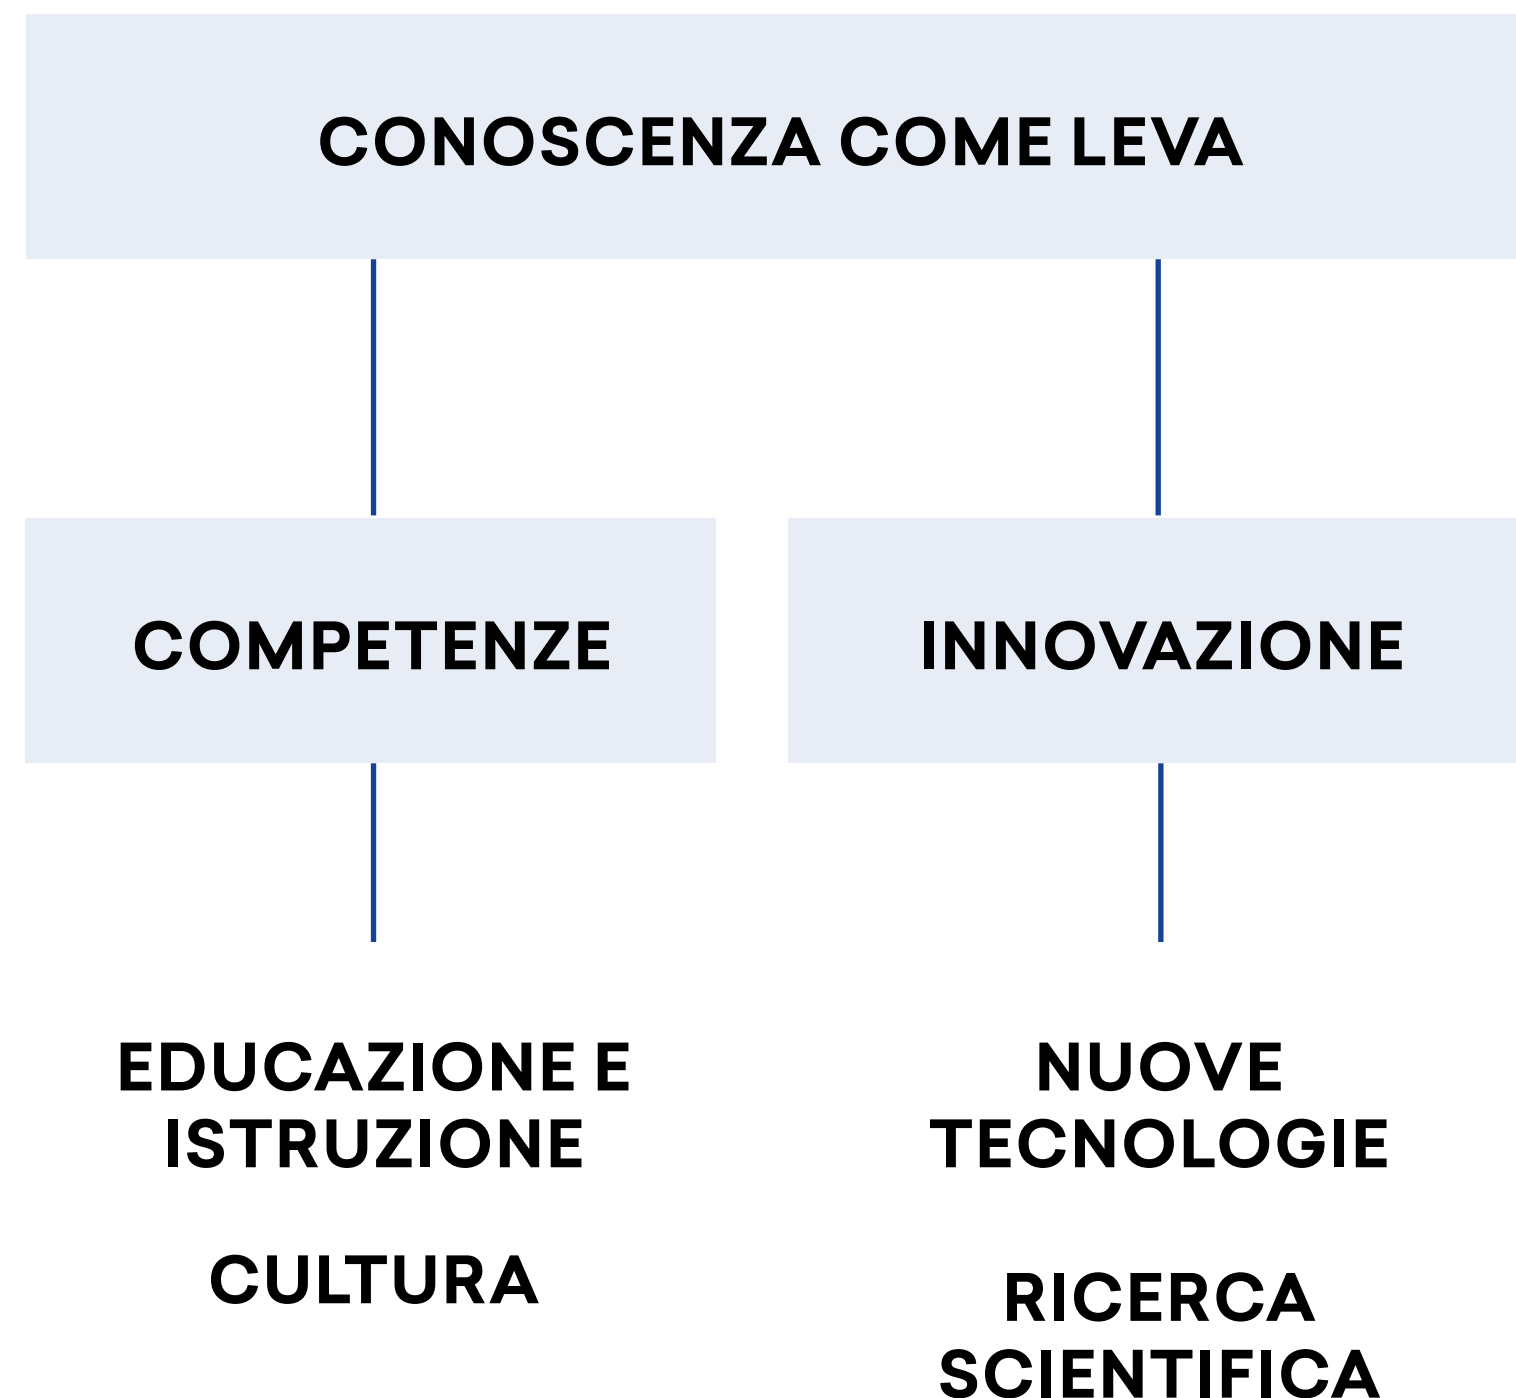 CONOSCENZA COME LEVA
COMPETENZE
INNOVAZIONE
EDUCAZIONE E
ISTRUZIONE
CULTURA
NUOVE
TECNOLOGIE
RICERCA
SCIENTIFICA